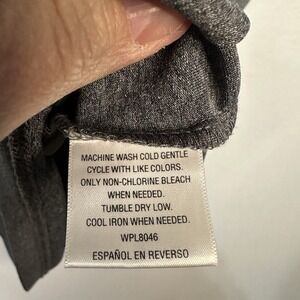 MACHINE WASH COLD GENTLE
CYCLE WITH LIKE COLORS.
ONLY NON-CHLORINE BLEACH
WHEN NEEDED.
TUMBLE DRY LOW.
COOL IRON WHEN NEEDED.
WPL8046
ESPAÑOL EN REVERSO